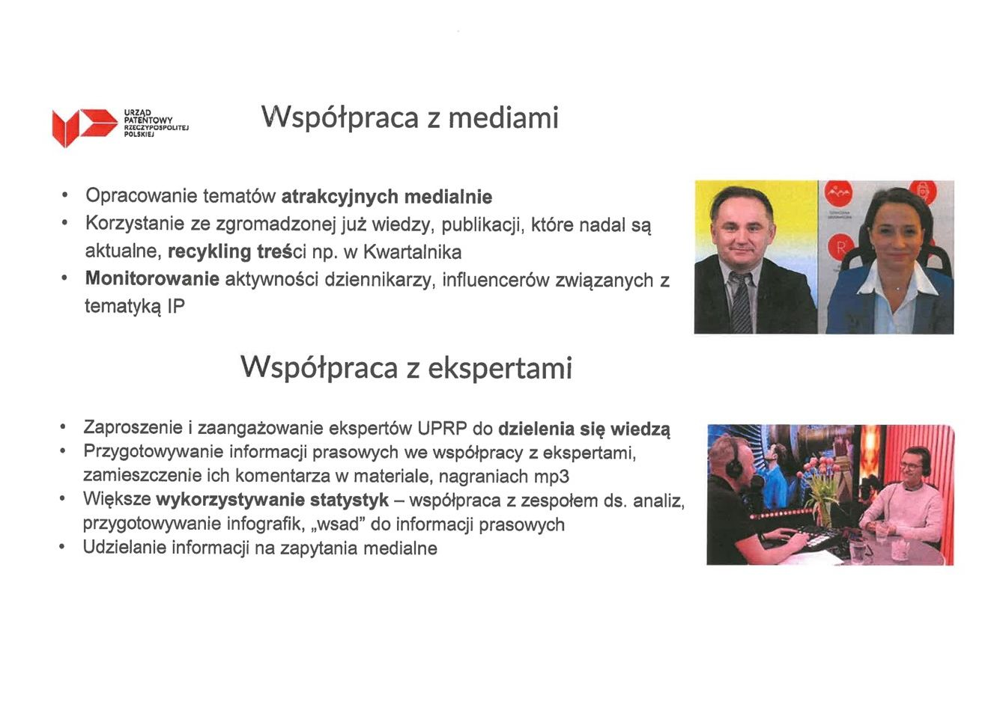 URZĄD
PATENTOWY
RZECZYPOSPOLITEJ
POLSKIEJ
Współpraca z mediami
• Opracowanie tematów atrakcyjnych medialnie
• Korzystanie ze zgromadzonej już wiedzy, publikacji, które nadal są
aktualne, recykling treści np. w Kwartalnika
• Monitorowanie aktywności dziennikarzy, influencerów związanych z
tematyką IP
R
Współpraca z ekspertami
• Zaproszenie i zaangażowanie ekspertów UPRP do dzielenia się wiedzą
• Przygotowywanie informacji prasowych we współpracy z ekspertami,
zamieszczenie ich komentarza w materiale, nagraniach mp3
• Większe wykorzystywanie statystyk – współpraca z zespołem ds. analiz,
przygotowywanie infografik, „wsad” do informacji prasowych
• Udzielanie informacji na zapytania medialne